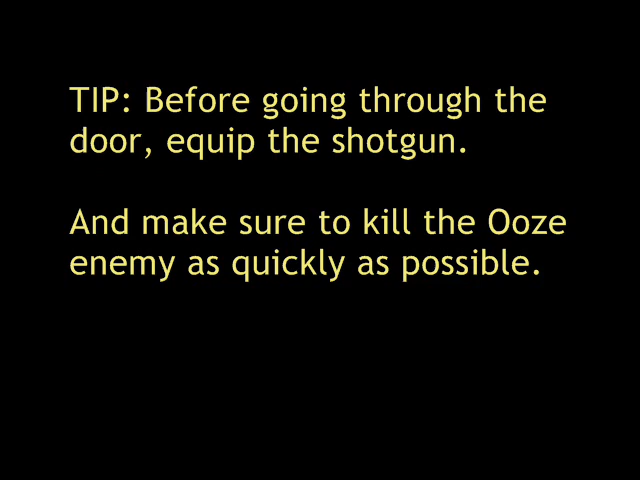 TIP: Before going through the
door, equip the shotgun.
And make sure to kill the Ooze
enemy as quickly as possible.